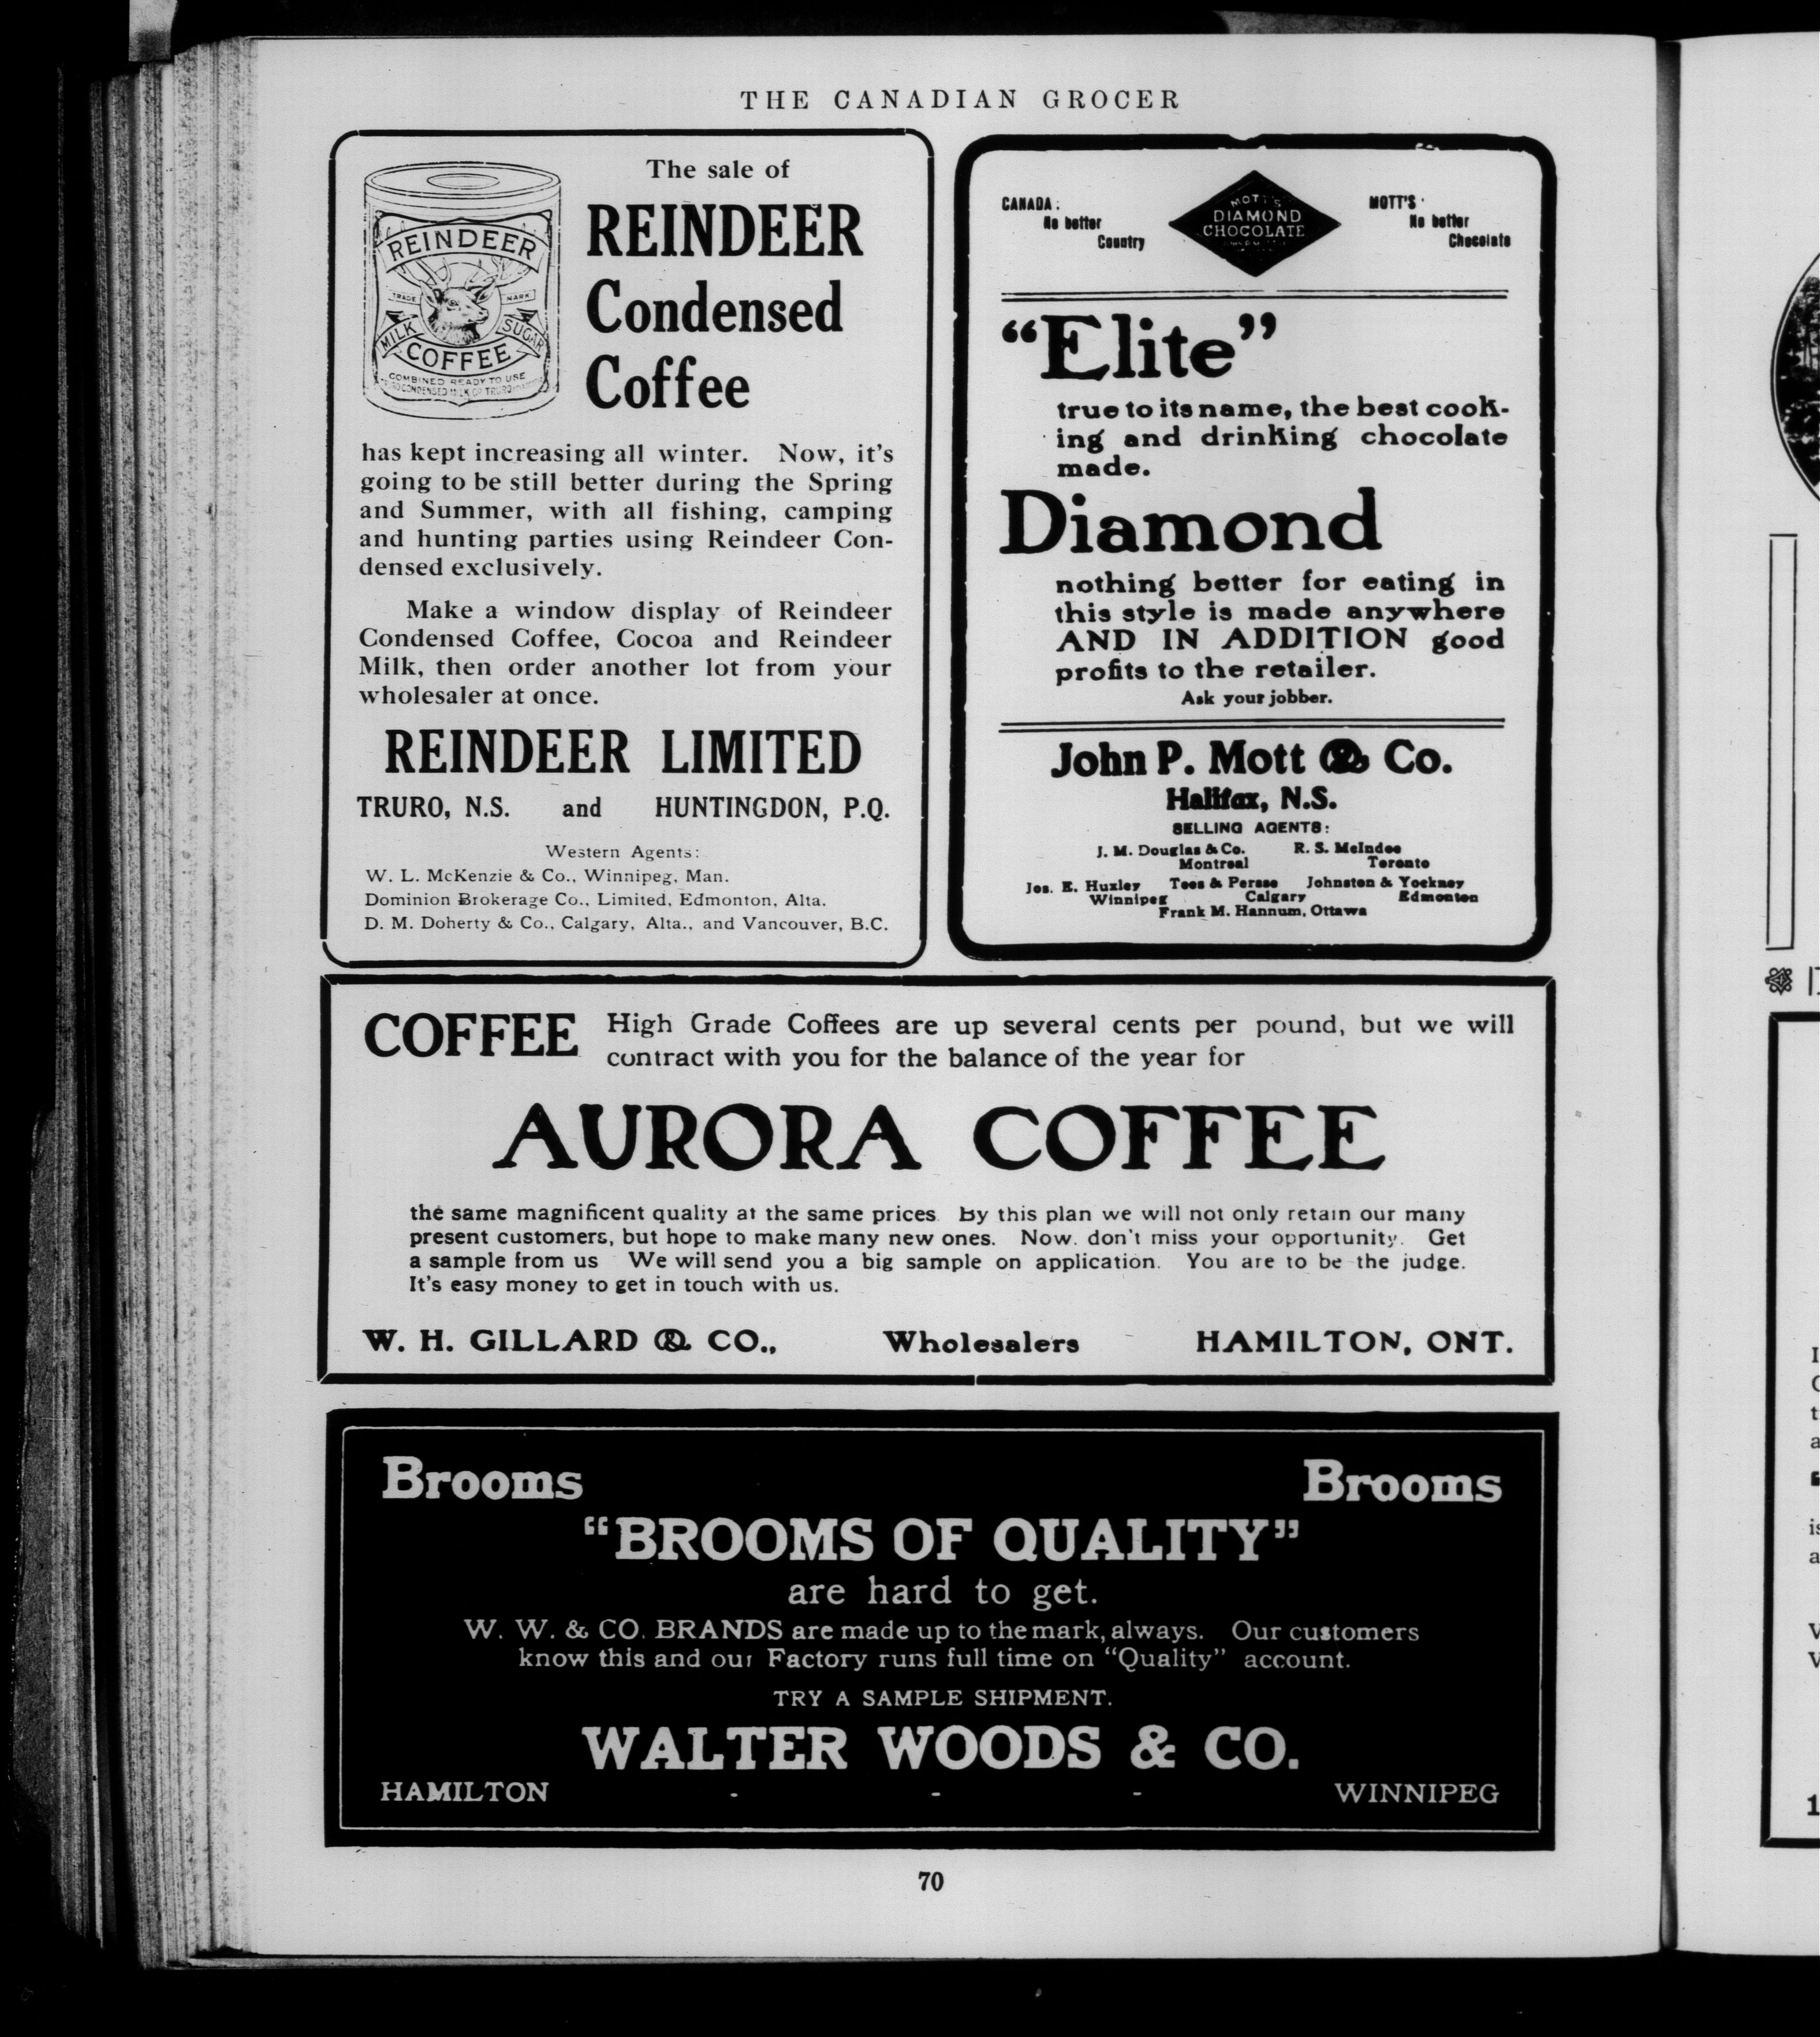 THE CANADIAN GROCER
REINDEER
TRADE MARK
MILK SUGAR
COFFEE
COMBINED READY TO USE
The sale of
REINDEER
Condensed
Coffee
has kept increasing all winter. Now, it's
going to be still better during the Spring
and Summer, with all fishing, camping
and hunting parties using Reindeer Con-
densed exclusively.
Make a window display of Reindeer
Condensed Coffee, Cocoa and Reindeer
Milk, then order another lot from your
wholesaler at once.
REINDEER LIMITED
TRURO, N.S. and HUNTINGDON, P.Q.
Western Agents:
W. L. McKenzie & Co., Winnipeg, Man.
Dominion Brokerage Co., Limited, Edmonton, Alta.
D. M. Doherty & Co., Calgary, Alta., and Vancouver, B.C.
CANADA:
No better
Country
MOTT'S
DIAMOND
CHOCOLATE
MOTT'S
No better
Chocolate
"Elite"
true to its name, the best cook-
ing and drinking chocolate
made.
Diamond
nothing better for eating in
this style is made anywhere
AND IN ADDITION good
profits to the retailer.
Ask your jobber.
John P. Mott & Co.
Halifax, N.S.
SELLING AGENTS:
J. M. Douglas & Co. R. S. McIndoe
Montreal Toronto
Jos. E. Huxley Tees & Persse Johnston & Yockney
Winnipeg Calgary Edmonton
Frank M. Hannum, Ottawa
COFFEE High Grade Coffees are up several cents per pound, but we will
contract with you for the balance of the year for
AURORA COFFEE
the same magnificent quality at the same prices. By this plan we will not only retain our many
present customers, but hope to make many new ones. Now, don't miss your opportunity. Get
a sample from us We will send you a big sample on application. You are to be the judge.
It's easy money to get in touch with us.
W. H. GILLARD & CO., Wholesalers HAMILTON, ONT.
Brooms Brooms
"BROOMS OF QUALITY"
are hard to get.
W. W. & CO. BRANDS are made up to the mark, always. Our customers
know this and our Factory runs full time on "Quality" account.
TRY A SAMPLE SHIPMENT.
WALTER WOODS & CO.
HAMILTON - - - WINNIPEG
70